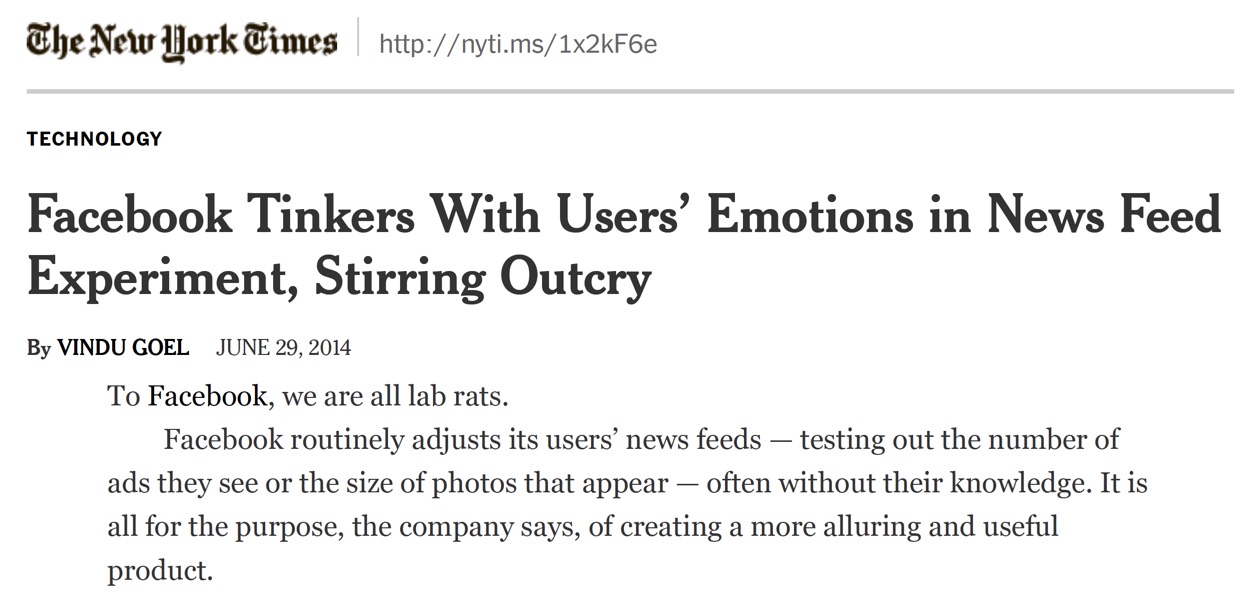 The New York Times http://nyti.ms/1x2kF6e
TECHNOLOGY
Facebook Tinkers With Users’ Emotions in News Feed
Experiment, Stirring Outcry
By VINDU GOEL JUNE 29, 2014
To Facebook, we are all lab rats.
Facebook routinely adjusts its users’ news feeds — testing out the number of
ads they see or the size of photos that appear — often without their knowledge. It is
all for the purpose, the company says, of creating a more alluring and useful
product.